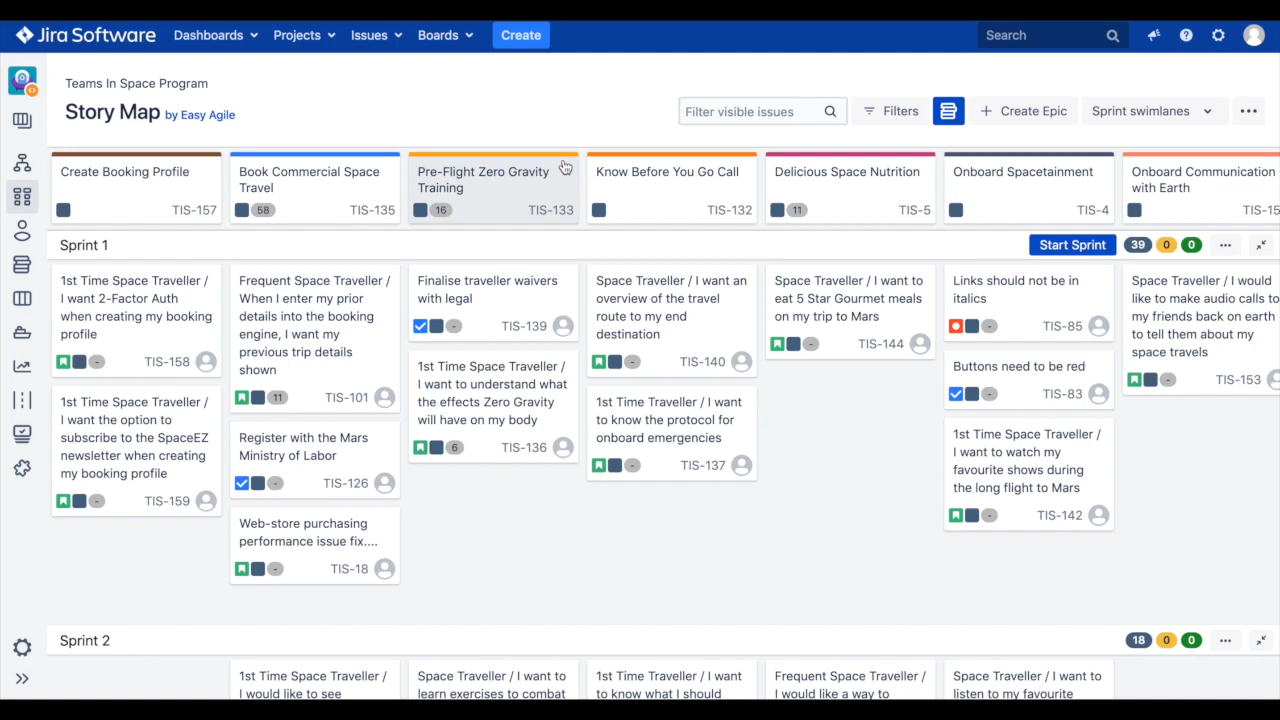 Jira Software Dashboards Projects Issues Boards Create Search
Teams In Space Program
Story Map by Easy Agile
Filter visible issues Filters + Create Epic Sprint swimlanes
Create Booking Profile
TIS-157
Book Commercial Space
Travel
58 TIS-135
Pre-Flight Zero Gravity
Training
16 TIS-133
Know Before You Go Call
TIS-132
Delicious Space Nutrition
11 TIS-5
Onboard Spacetainment
TIS-4
Onboard Communication
with Earth
TIS-15
Sprint 1 Start Sprint 39 0 0
1st Time Space Traveller /
I want 2-Factor Auth
when creating my booking
profile
- TIS-158
1st Time Space Traveller /
I want the option to
subscribe to the SpaceEZ
newsletter when creating
my booking profile
- TIS-159
Frequent Space Traveller /
When I enter my prior
details into the booking
engine, I want my
previous trip details
shown
11 TIS-101
Register with the Mars
Ministry of Labor
- TIS-126
Web-store purchasing
performance issue fix....
- TIS-18
Finalise traveller waivers
with legal
- TIS-139
1st Time Space Traveller /
I want to understand what
the effects Zero Gravity
will have on my body
6 TIS-136
Space Traveller / I want an
overview of the travel
route to my end
destination
- TIS-140
1st Time Traveller / I want
to know the protocol for
onboard emergencies
- TIS-137
Space Traveller / I want to
eat 5 Star Gourmet meals
on my trip to Mars
- TIS-144
Links should not be in
italics
- TIS-85
Buttons need to be red
- TIS-83
1st Time Space Traveller /
I want to watch my
favourite shows during
the long flight to Mars
- TIS-142
Space Traveller / I would
like to make audio calls to
my friends back on earth
to tell them about my
space travels
- TIS-153
Sprint 2 18 0 0
1st Time Space Traveller /
I would like to see
Space Traveller / I want to
learn exercises to combat
1st Time Traveller / I want
to know what I should
Frequent Space Traveller /
I would like a way to
Space Traveller / I want to
listen to my favourite